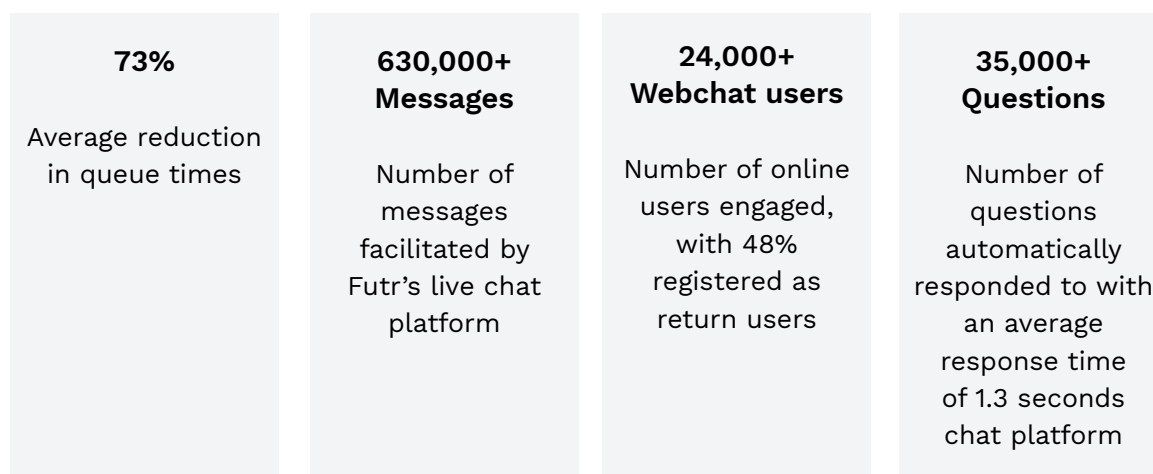 73%
Average reduction
in queue times
630,000+
Messages
Number of
messages
facilitated by
Futr’s live chat
platform
24,000+
Webchat users
Number of online
users engaged,
with 48%
registered as
return users
35,000+
Questions
Number of
questions
automatically
responded to with
an average
response time
of 1.3 seconds
chat platform